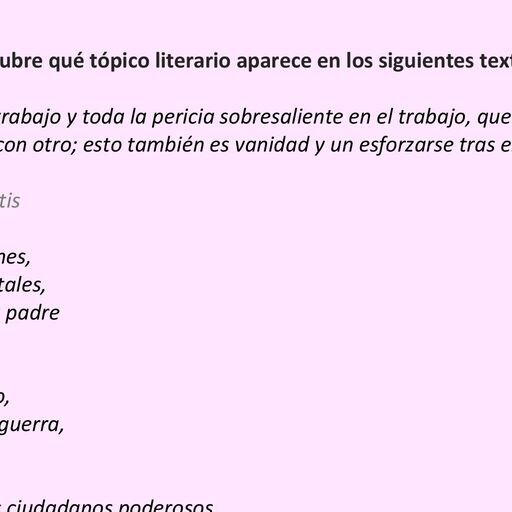 ubre qué tópico literario aparece en los siguientes text
rabajo y toda la pericia sobresaliente en el trabajo, que
con otro; esto también es vanidad y un esforzarse tras e
tis
nes,
tales,
padre
o,
guerra,
ciudadanos poderosos